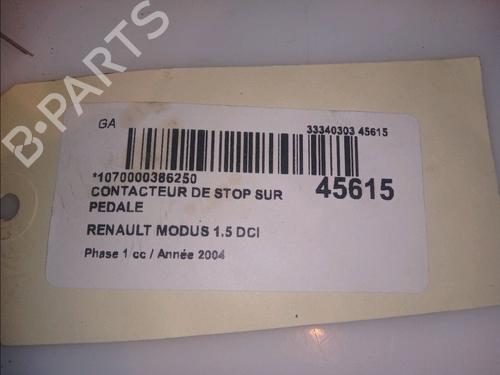 B-PARTS
GA
33340303 45615
*1070000386250
45615
CONTACTEUR DE STOP SUR
PEDALE
RENAULT MODUS 1.5 DCI
Phase 1 cc / Année 2004